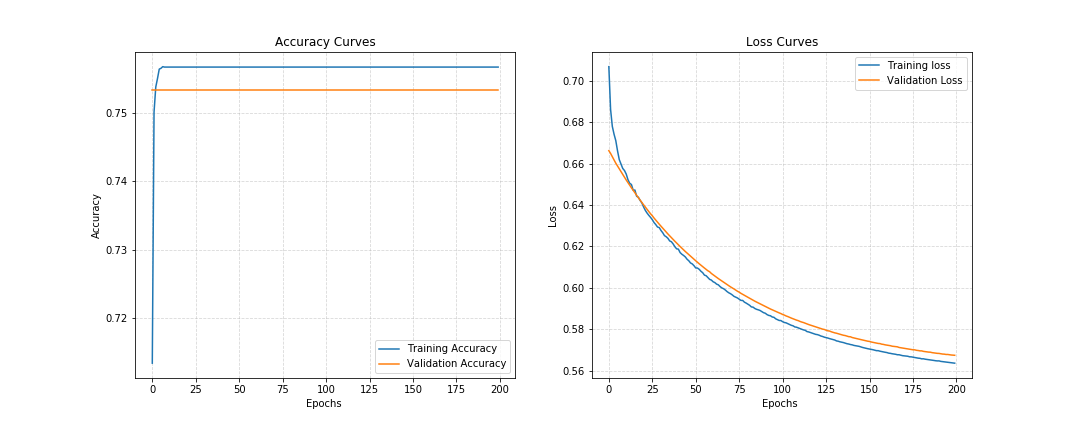 Accuracy Curves
Accuracy
0.75
0.74
0.73
0.72
Training Accuracy
Validation Accuracy
0 25 50 75 100 125 150 175 200
Epochs
Loss Curves
Loss
0.70
0.68
0.66
0.64
0.62
0.60
0.58
0.56
Training loss
Validation Loss
0 25 50 75 100 125 150 175 200
Epochs